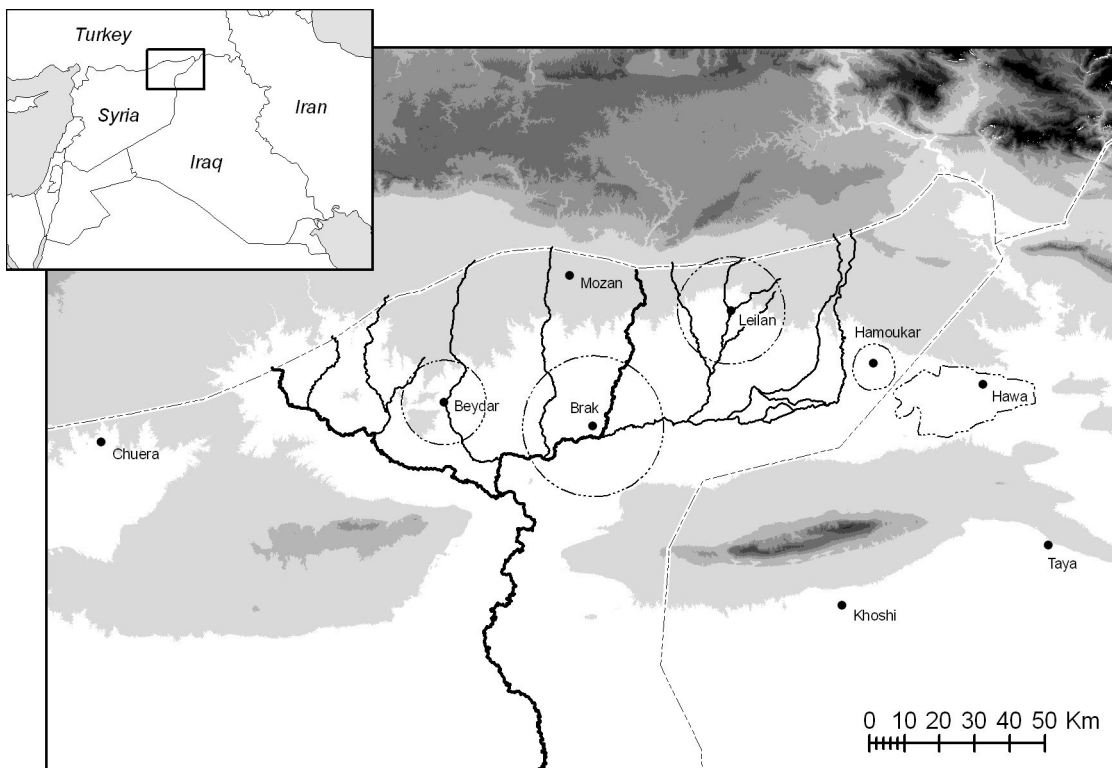 Turkey
Syria
Iran
Iraq
Mozan
Leilan
Hamoukar
Hawa
Beydar
Brak
Chuera
Taya
Khoshi
0 10 20 30 40 50 Km